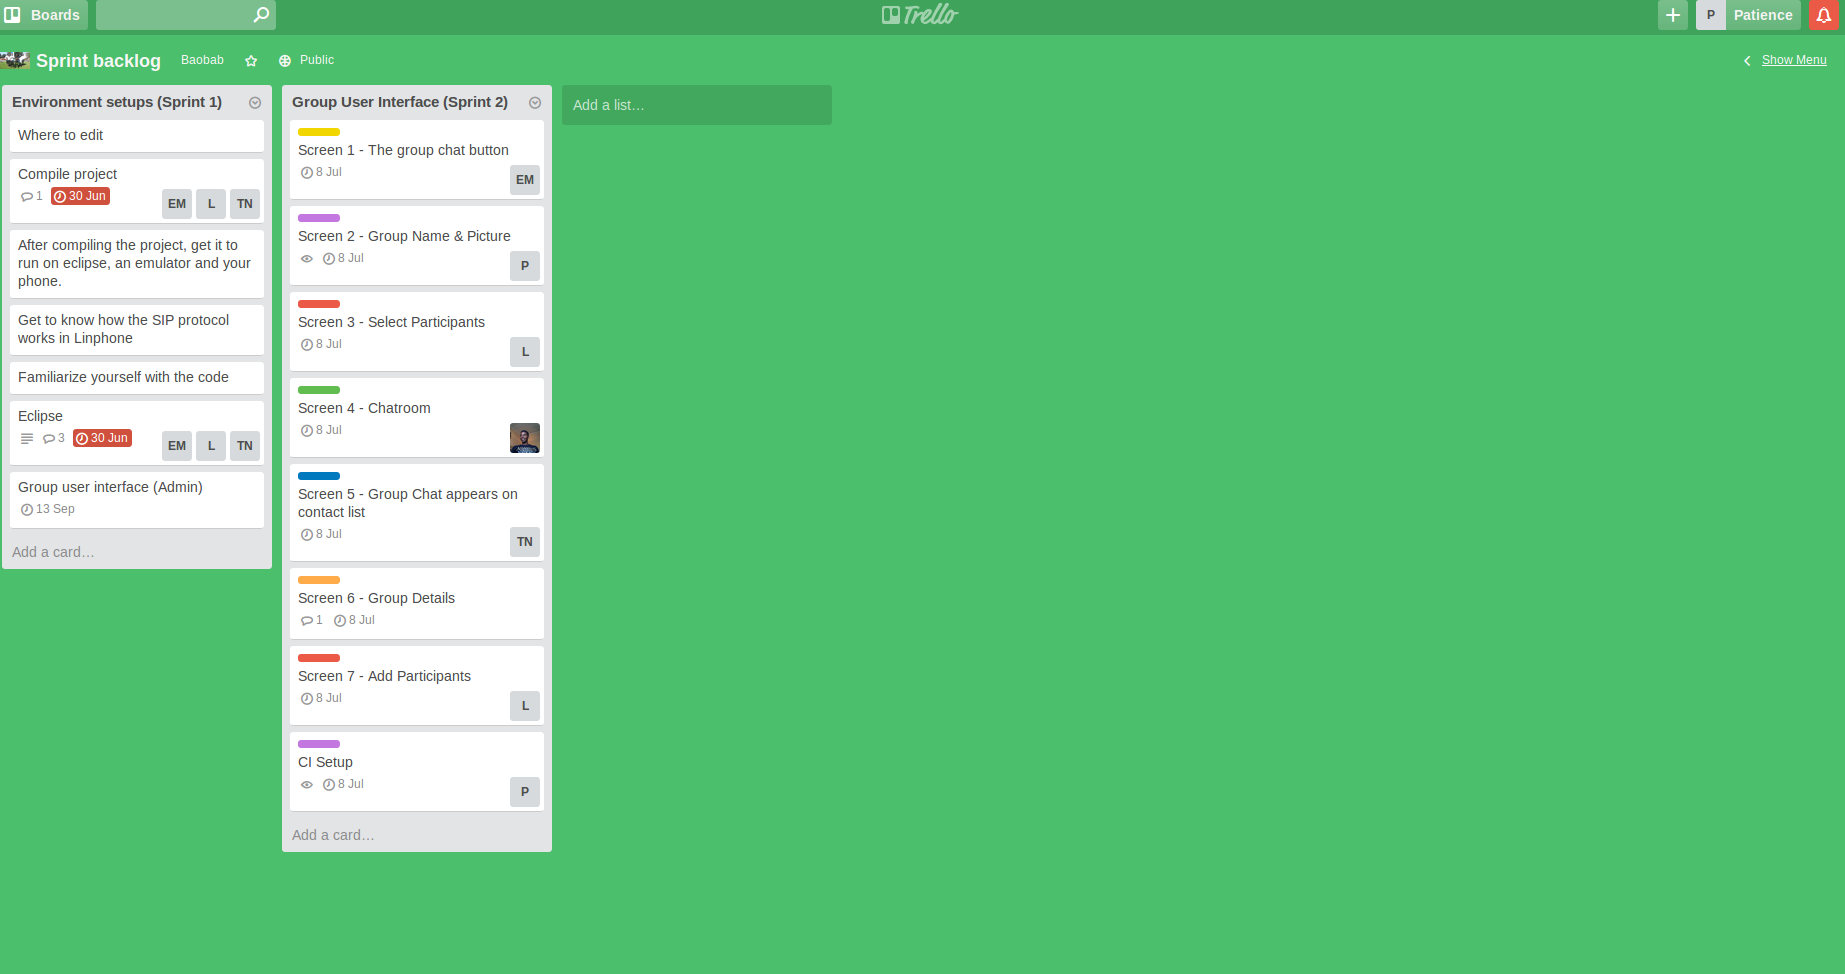 Boards
Trello
P Patience
Sprint backlog Baobab Public
Show Menu
Environment setups (Sprint 1)
Where to edit
Compile project
1 30 Jun
EM L TN
After compiling the project, get it to
run on eclipse, an emulator and your
phone.
Get to know how the SIP protocol
works in Linphone
Familiarize yourself with the code
Eclipse
3 30 Jun
EM L TN
Group user interface (Admin)
13 Sep
Add a card…
Group User Interface (Sprint 2)
Screen 1 - The group chat button
8 Jul
EM
Screen 2 - Group Name & Picture
8 Jul
P
Screen 3 - Select Participants
8 Jul
L
Screen 4 - Chatroom
8 Jul
Screen 5 - Group Chat appears on
contact list
8 Jul
TN
Screen 6 - Group Details
1 8 Jul
Screen 7 - Add Participants
8 Jul
L
CI Setup
8 Jul
P
Add a card…
Add a list…